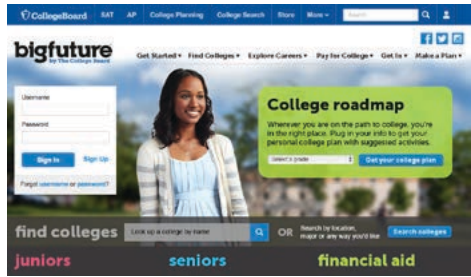 CollegeBoard SAT AP College Planning College Search Store More Search
bigfuture
by The College Board
Get Started Find Colleges Explore Careers Pay for College Get In Make a Plan
Username
Password
Sign In Sign Up
Forgot username or password?
College roadmap
Wherever you are on the path to college, you're
in the right place. Plug in your info to get your
personal college plan with suggested activities.
Select a grade Get your college plan
find colleges Look up a college by name OR Search by location,
major or any way you'd like Search colleges
juniors seniors financial aid